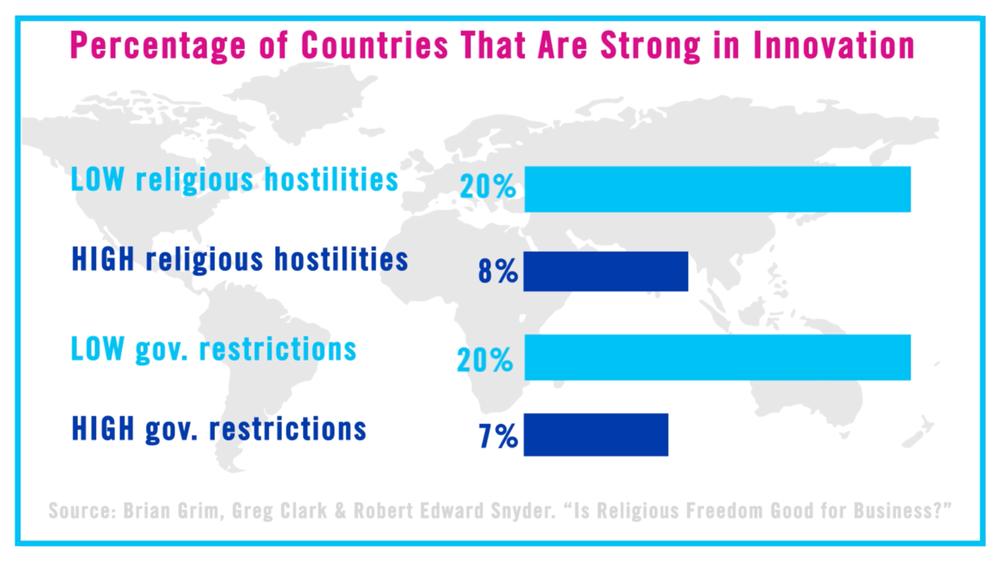 Percentage of Countries That Are Strong in Innovation
LOW religious hostilities 20%
HIGH religious hostilities 8%
LOW gov. restrictions 20%
HIGH gov. restrictions 7%
Source: Brian Grim, Greg Clark & Robert Edward Snyder. “Is Religious Freedom Good for Business?”